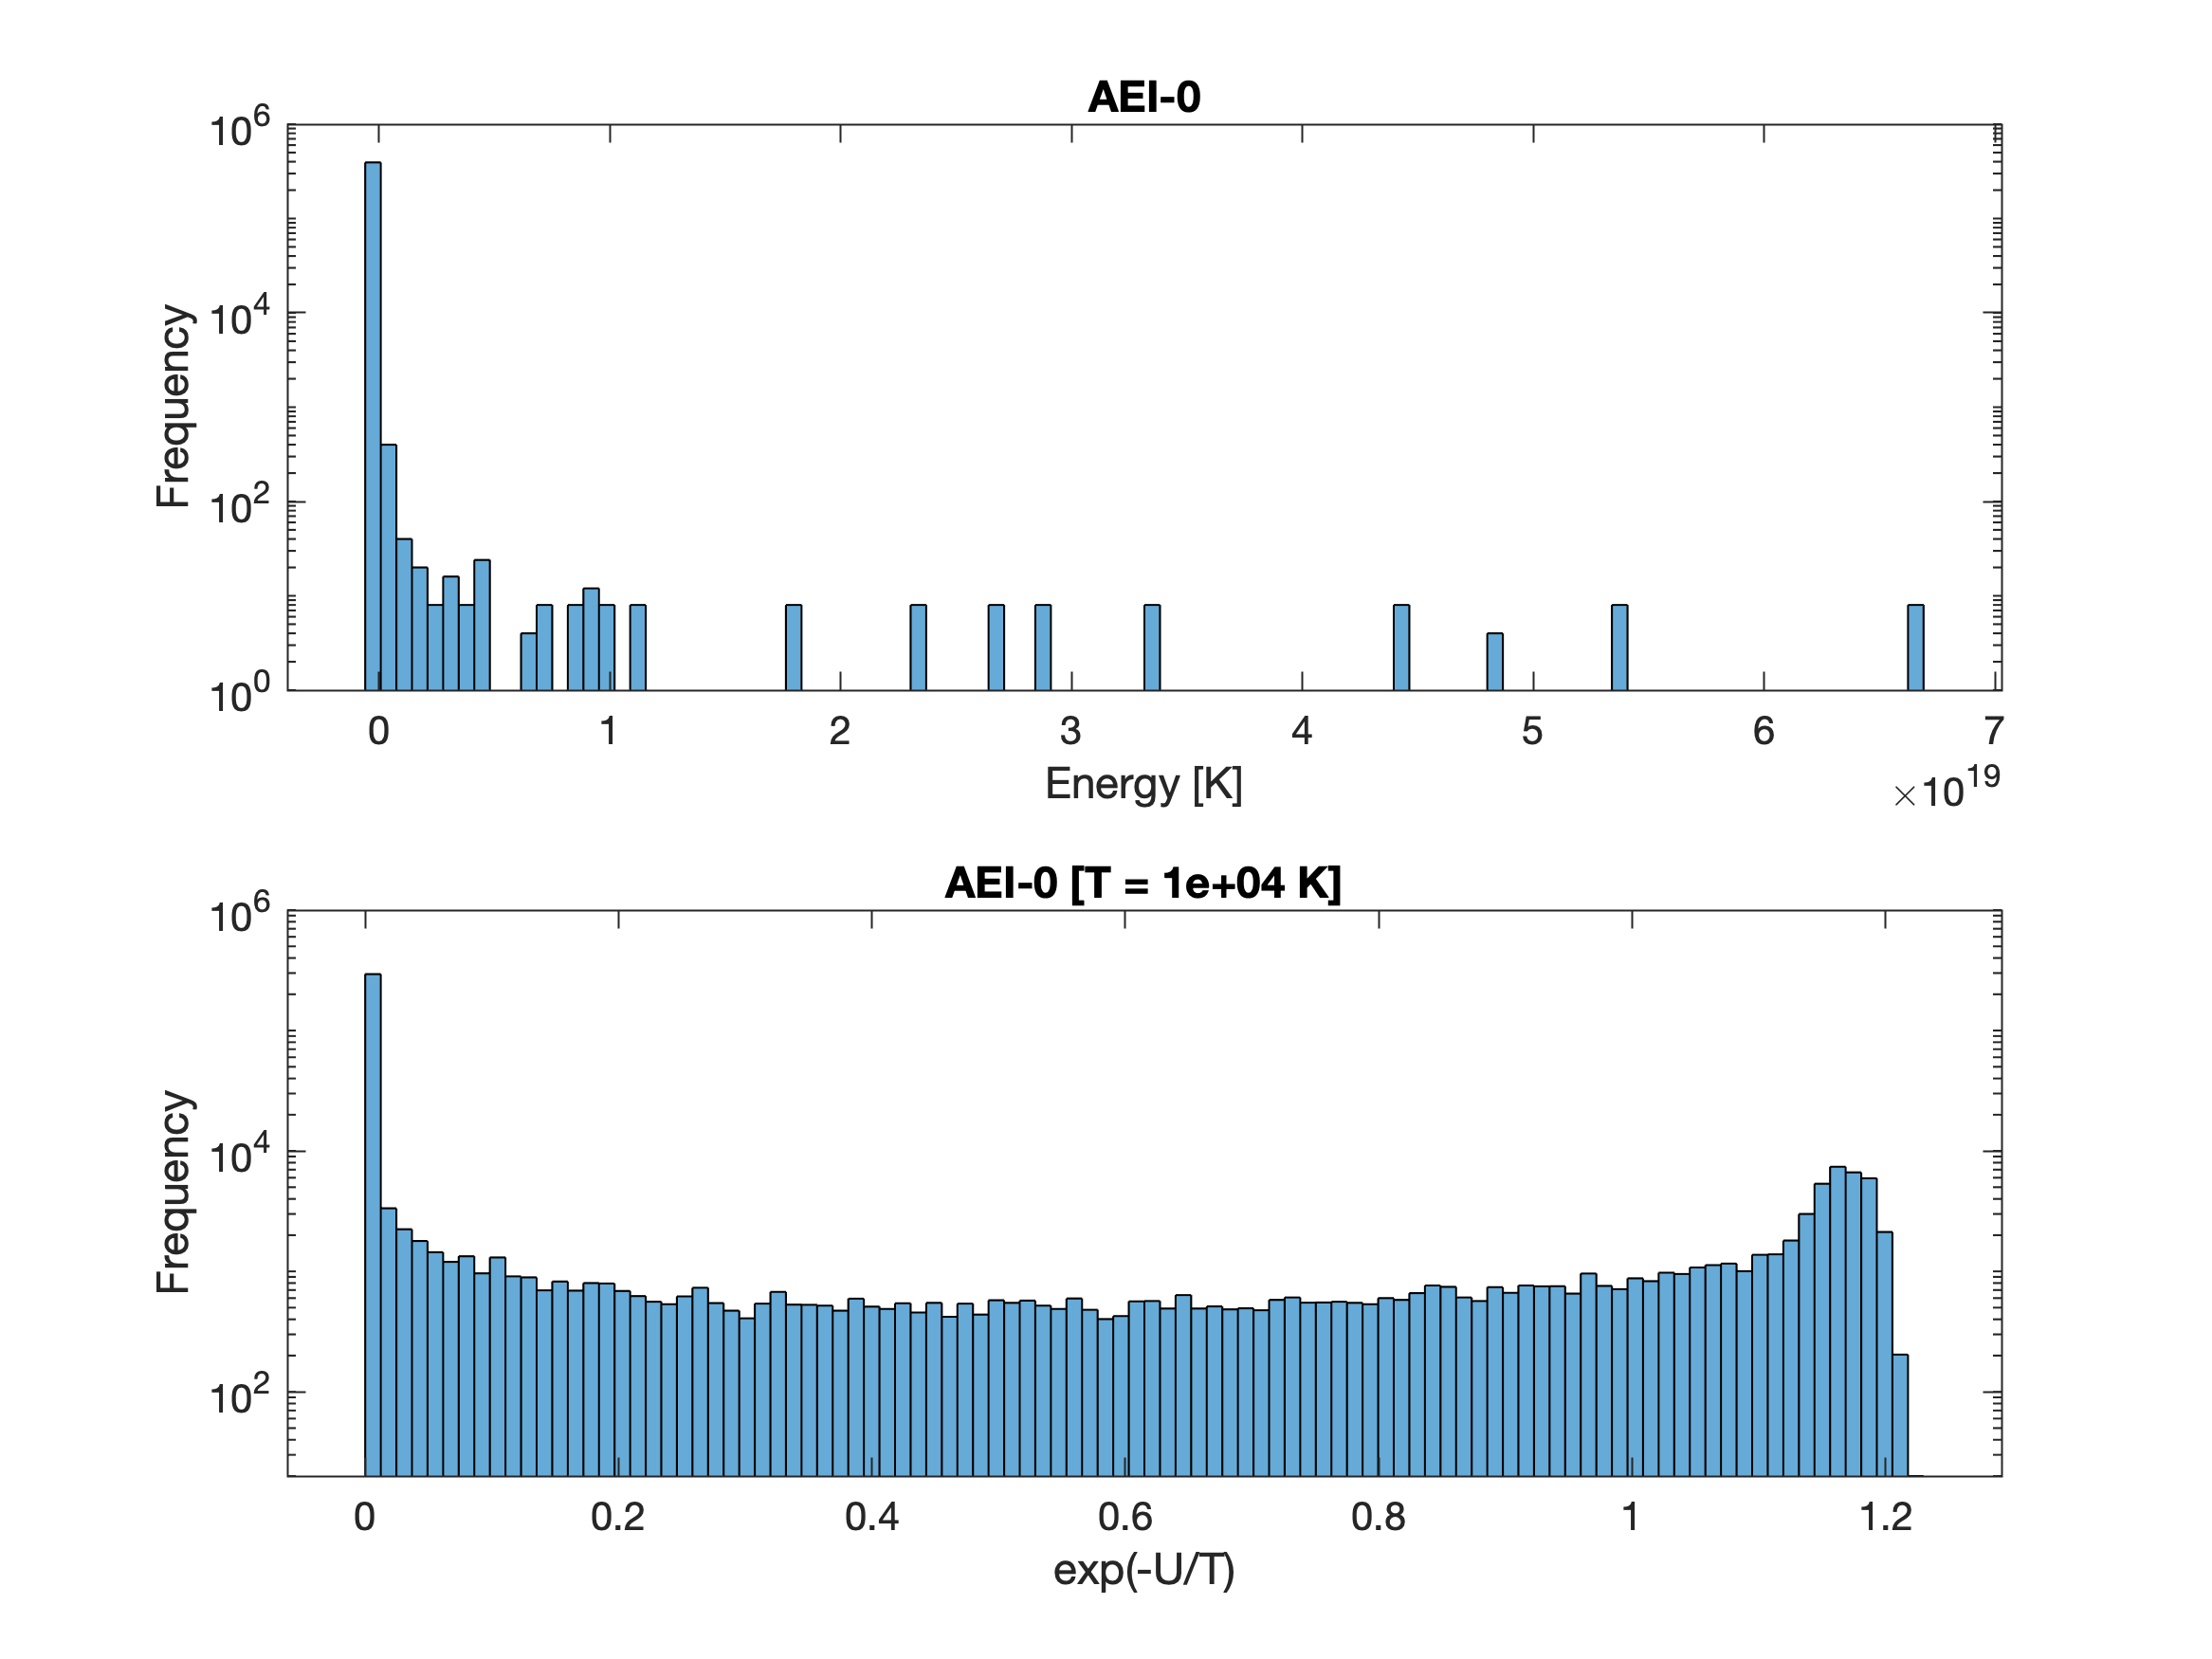 AEI-0
10^6
10^4
10^2
10^0
Frequency
0 1 2 3 4 5 6 7
×10^19
Energy [K]
AEI-0 [T = 1e+04 K]
10^6
10^4
10^2
Frequency
0 0.2 0.4 0.6 0.8 1 1.2
exp(-U/T)